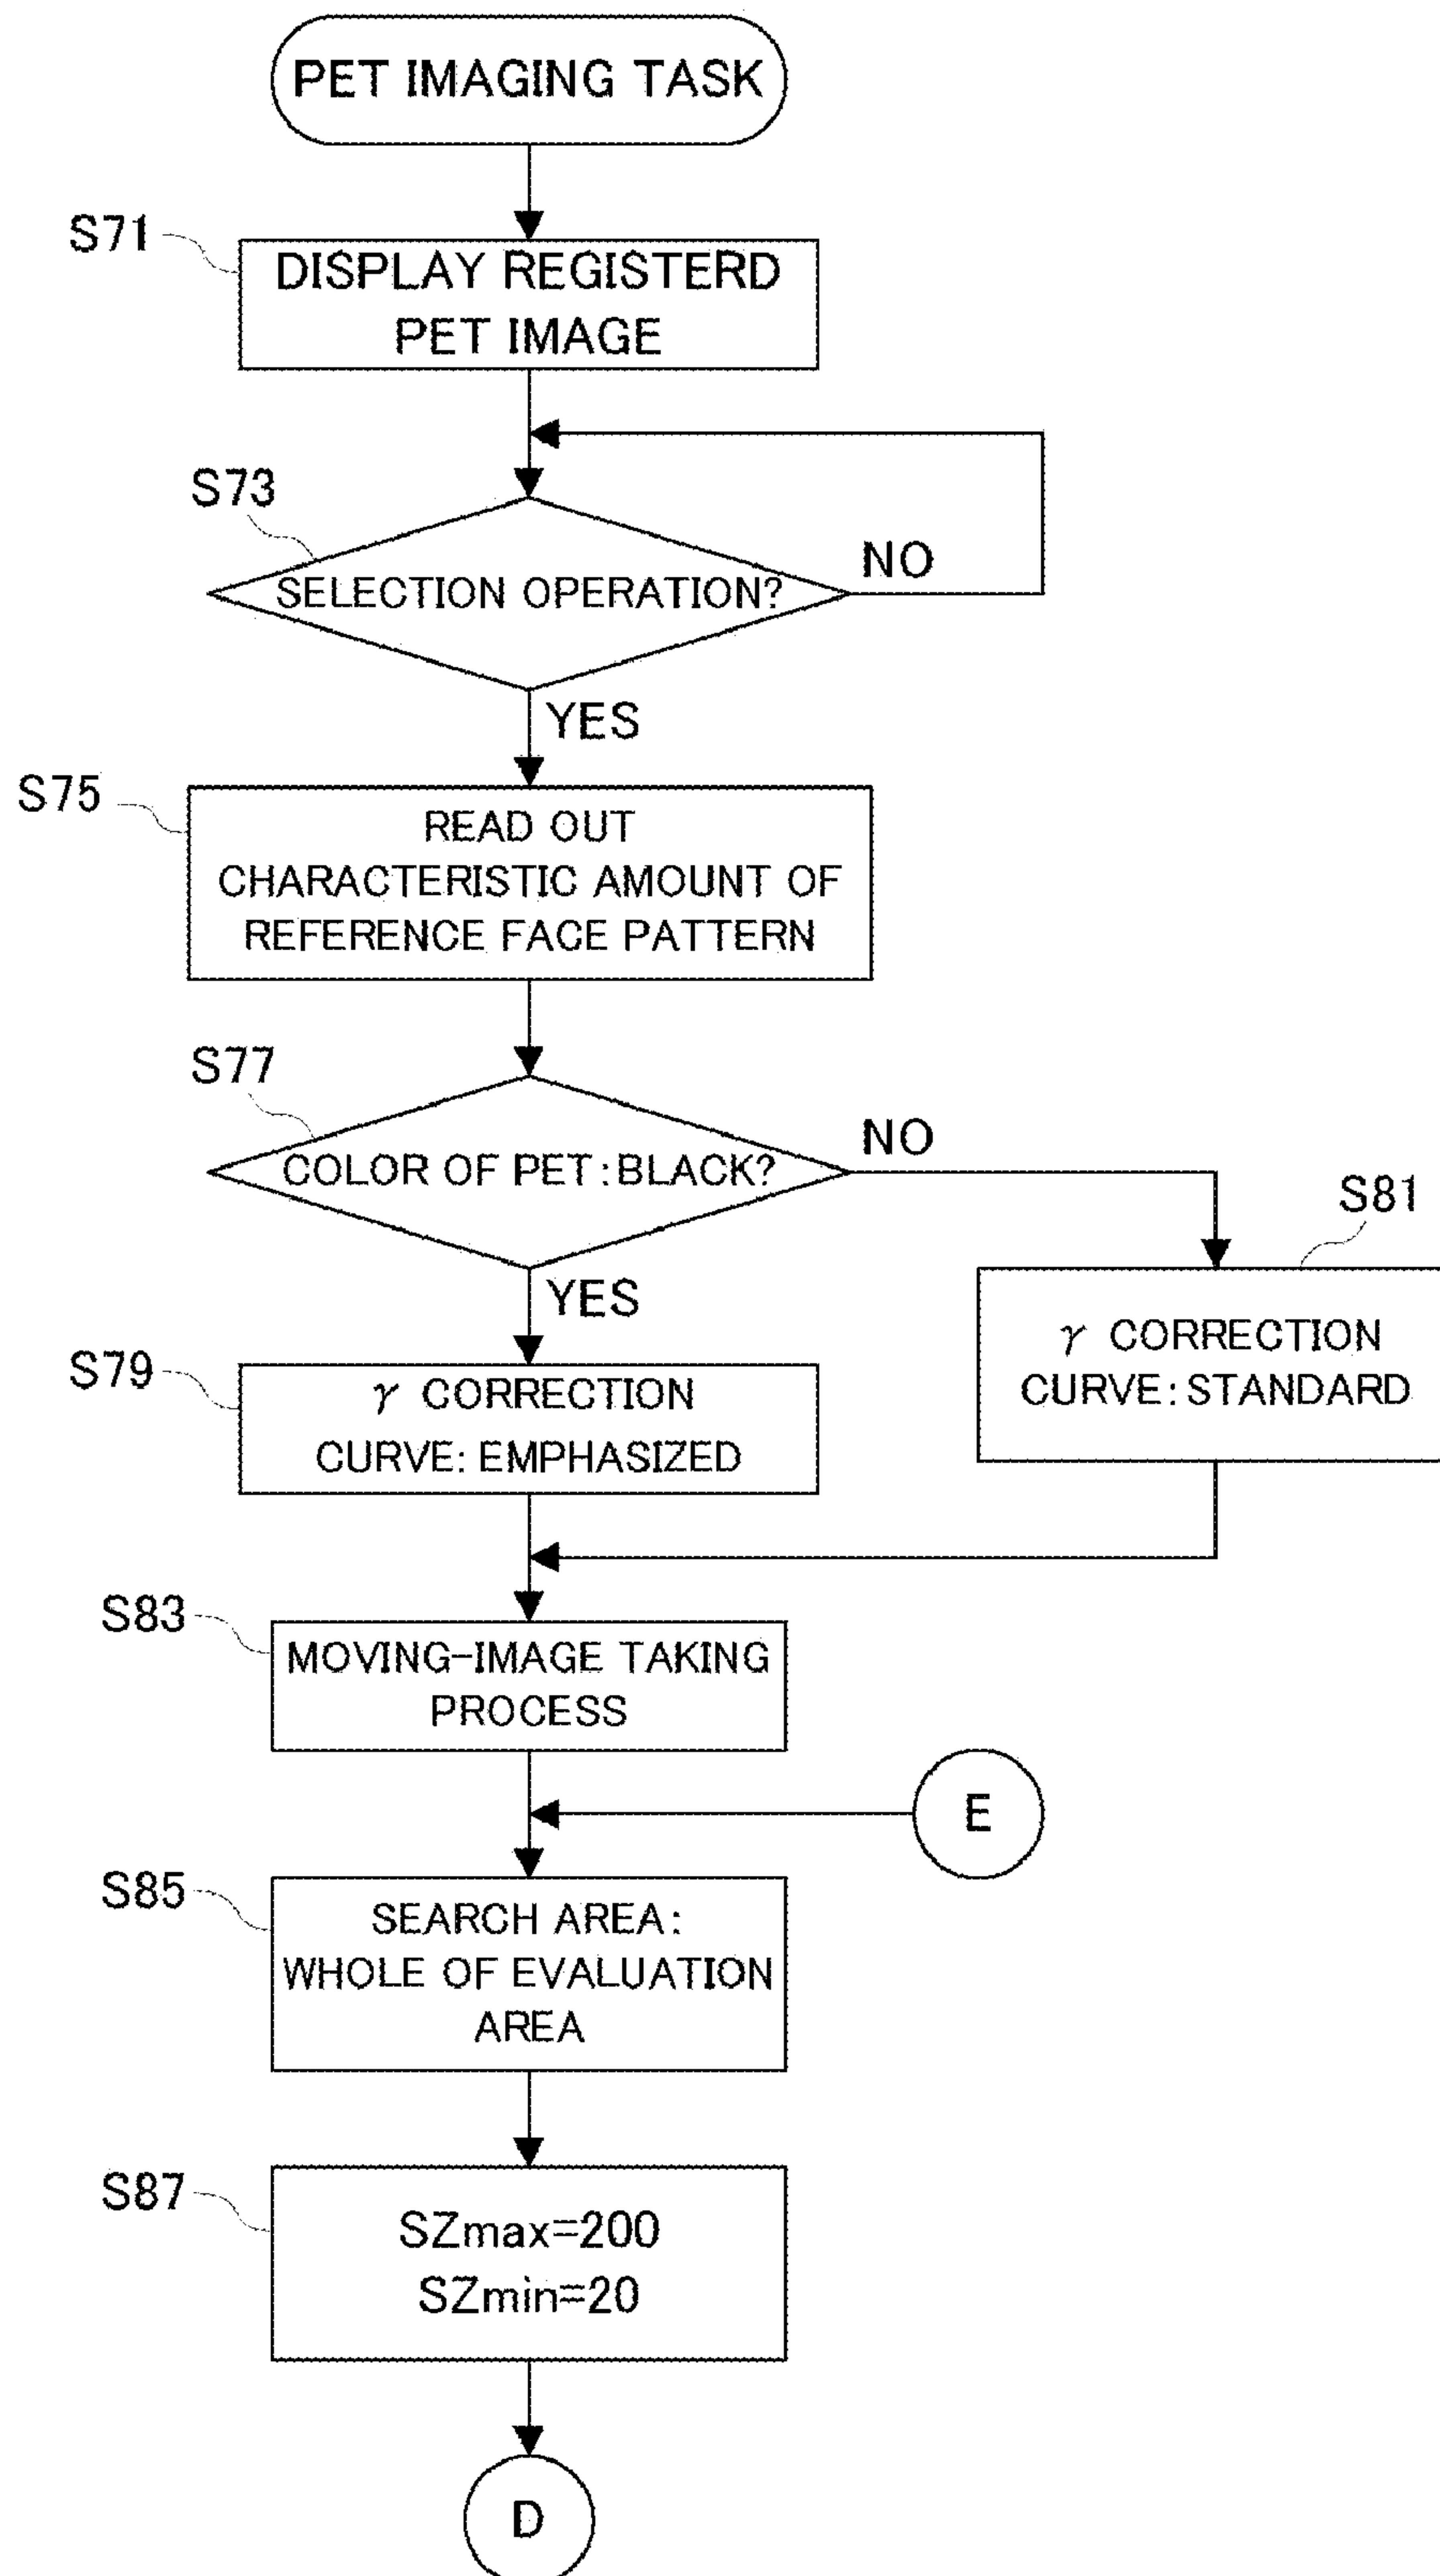 PET IMAGING TASK
S71
DISPLAY REGISTERD
PET IMAGE
S73
SELECTION OPERATION?
NO
YES
S75
READ OUT
CHARACTERISTIC AMOUNT OF
REFERENCE FACE PATTERN
S77
COLOR OF PET:BLACK?
NO
YES
S81
γ CORRECTION
CURVE:STANDARD
S79
γ CORRECTION
CURVE:EMPHASIZED
S83
MOVING-IMAGE TAKING
PROCESS
E
S85
SEARCH AREA:
WHOLE OF EVALUATION
AREA
S87
SZmax=200
SZmin=20
D